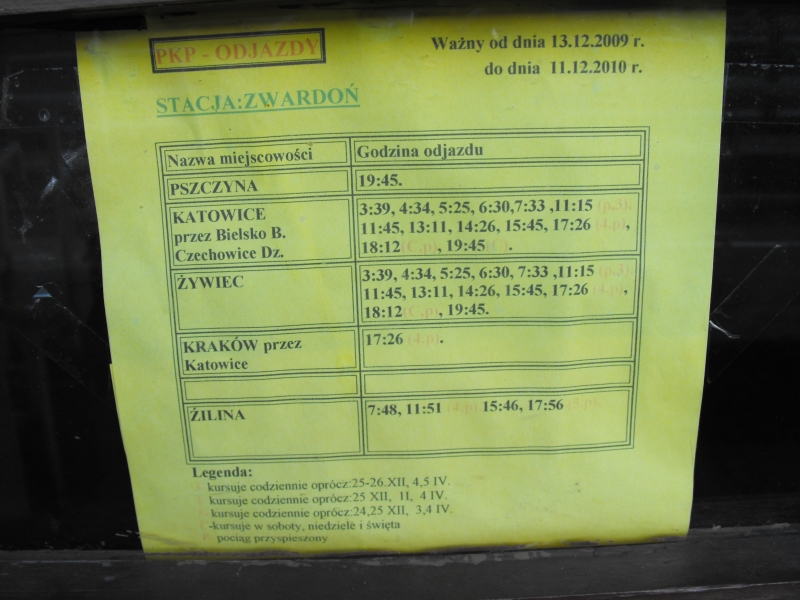 PKP - ODJAZDY
Ważny od dnia 13.12.2009 r.
do dnia 11.12.2010 r.
STACJA:ZWARDOŃ
Nazwa miejscowości
Godzina odjazdu
PSZCZYNA
19:45.
KATOWICE
przez Bielsko B.
Czechowice Dz.
3:39, 4:34, 5:25, 6:30,7:33 ,11:15 (p.3),
11:45, 13:11, 14:26, 15:45, 17:26 (4.p),
18:12(C.p), 19:45(C).
ŻYWIEC
3:39, 4:34, 5:25, 6:30, 7:33 ,11:15 (p.3),
11:45, 13:11, 14:26, 15:45, 17:26 (4.p),
18:12(C.p), 19:45.
KRAKÓW przez
Katowice
17:26 (4.p).
ŽILINA
7:48, 11:51 (4.p), 15:46, 17:56
Legenda:
kursuje codziennie oprócz:25-26.XII, 4,5 IV.
kursuje codziennie oprócz:25 XII, 1I, 4 IV.
kursuje codziennie oprócz:24,25 XII, 3,4 IV.
-kursuje w soboty, niedziele i święta
pociąg przyspieszony